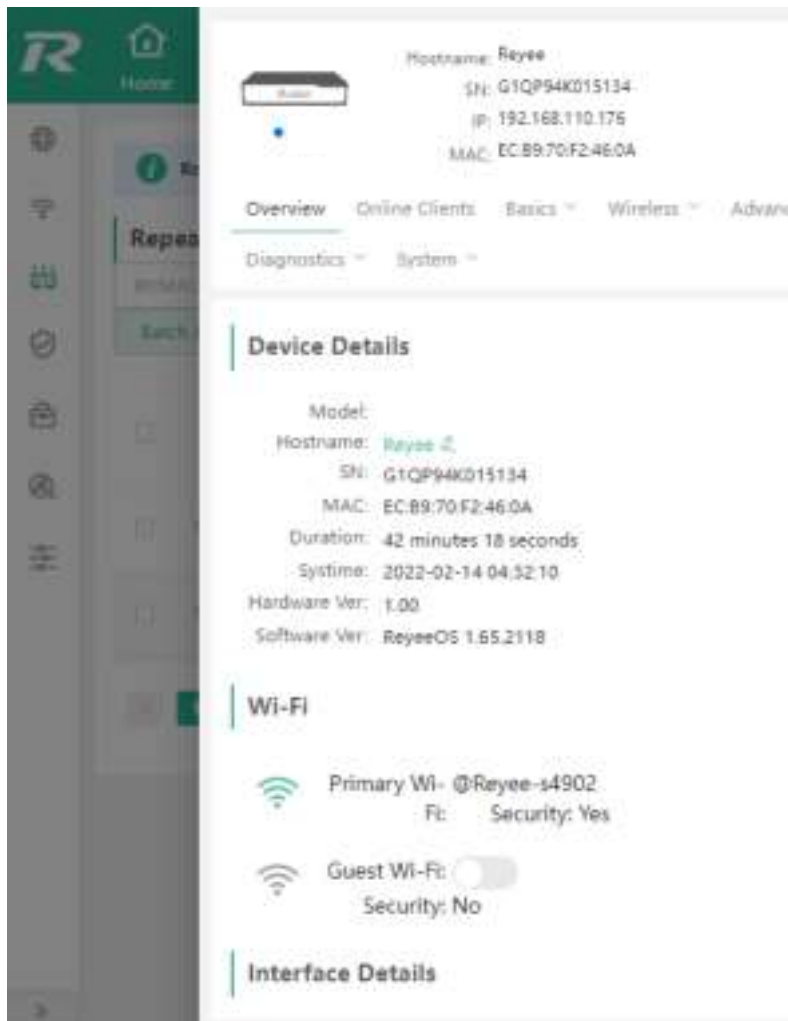 R
Home
Hostname: Reyee
SN: G1QP94K015134
IP: 192.168.110.176
MAC: EC:B9:70:F2:46:0A
Overview Online Clients Basics Wireless Advanc
Diagnostics System
Repea
Batch
Device Details
Model:
Hostname: Reyee
SN: G1QP94K015134
MAC: EC:B9:70:F2:46:0A
Duration: 42 minutes 18 seconds
Systime: 2022-02-14 04:32:10
Hardware Ver: 1.00
Software Ver: ReyeeOS 1.65.2118
Wi-Fi
Primary Wi- @Reyee-s4902
Fi: Security: Yes
Guest Wi-Fi:
Security: No
Interface Details